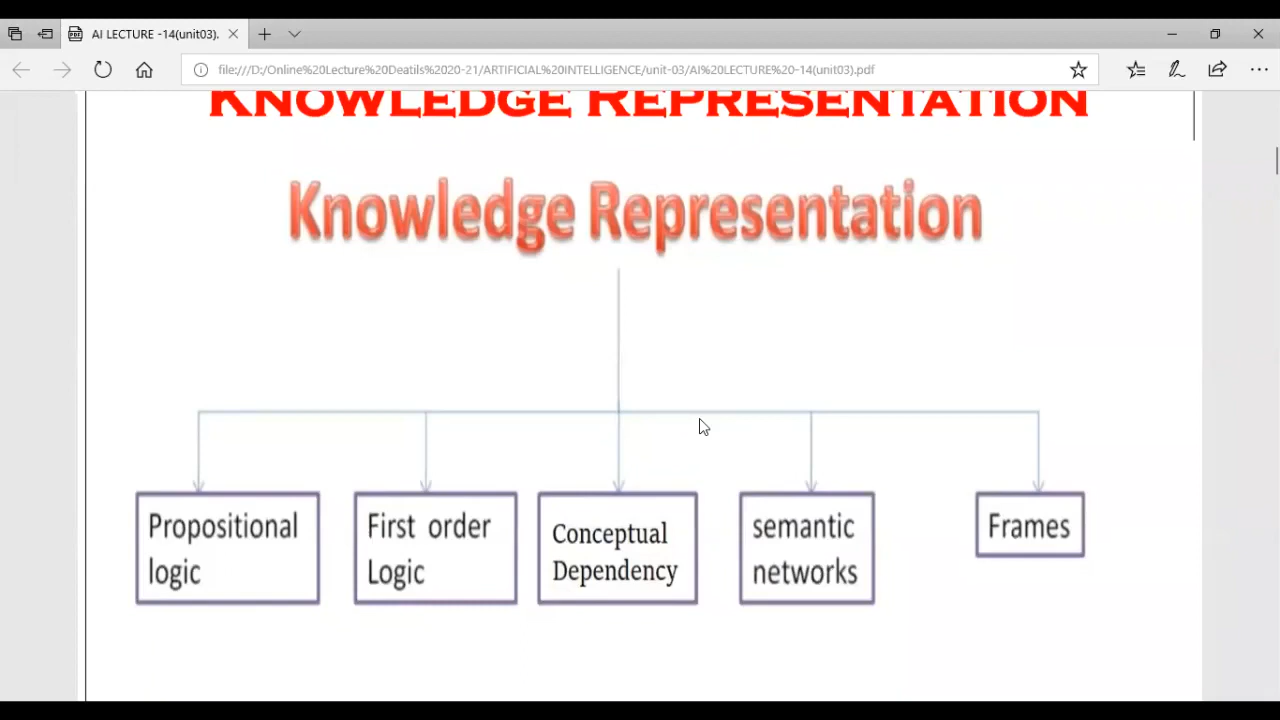 AI LECTURE -14(unit03).
file:///D:/Online%20Lecture%20Deatils%2020-21/ARTIFICIAL%20INTELLIGENCE/unit-03/AI%20LECTURE%20-14(unit03).pdf
KNOWLEDGE REPRESENTATION
Knowledge Representation
Propositional
logic
First order
Logic
Conceptual
Dependency
semantic
networks
Frames